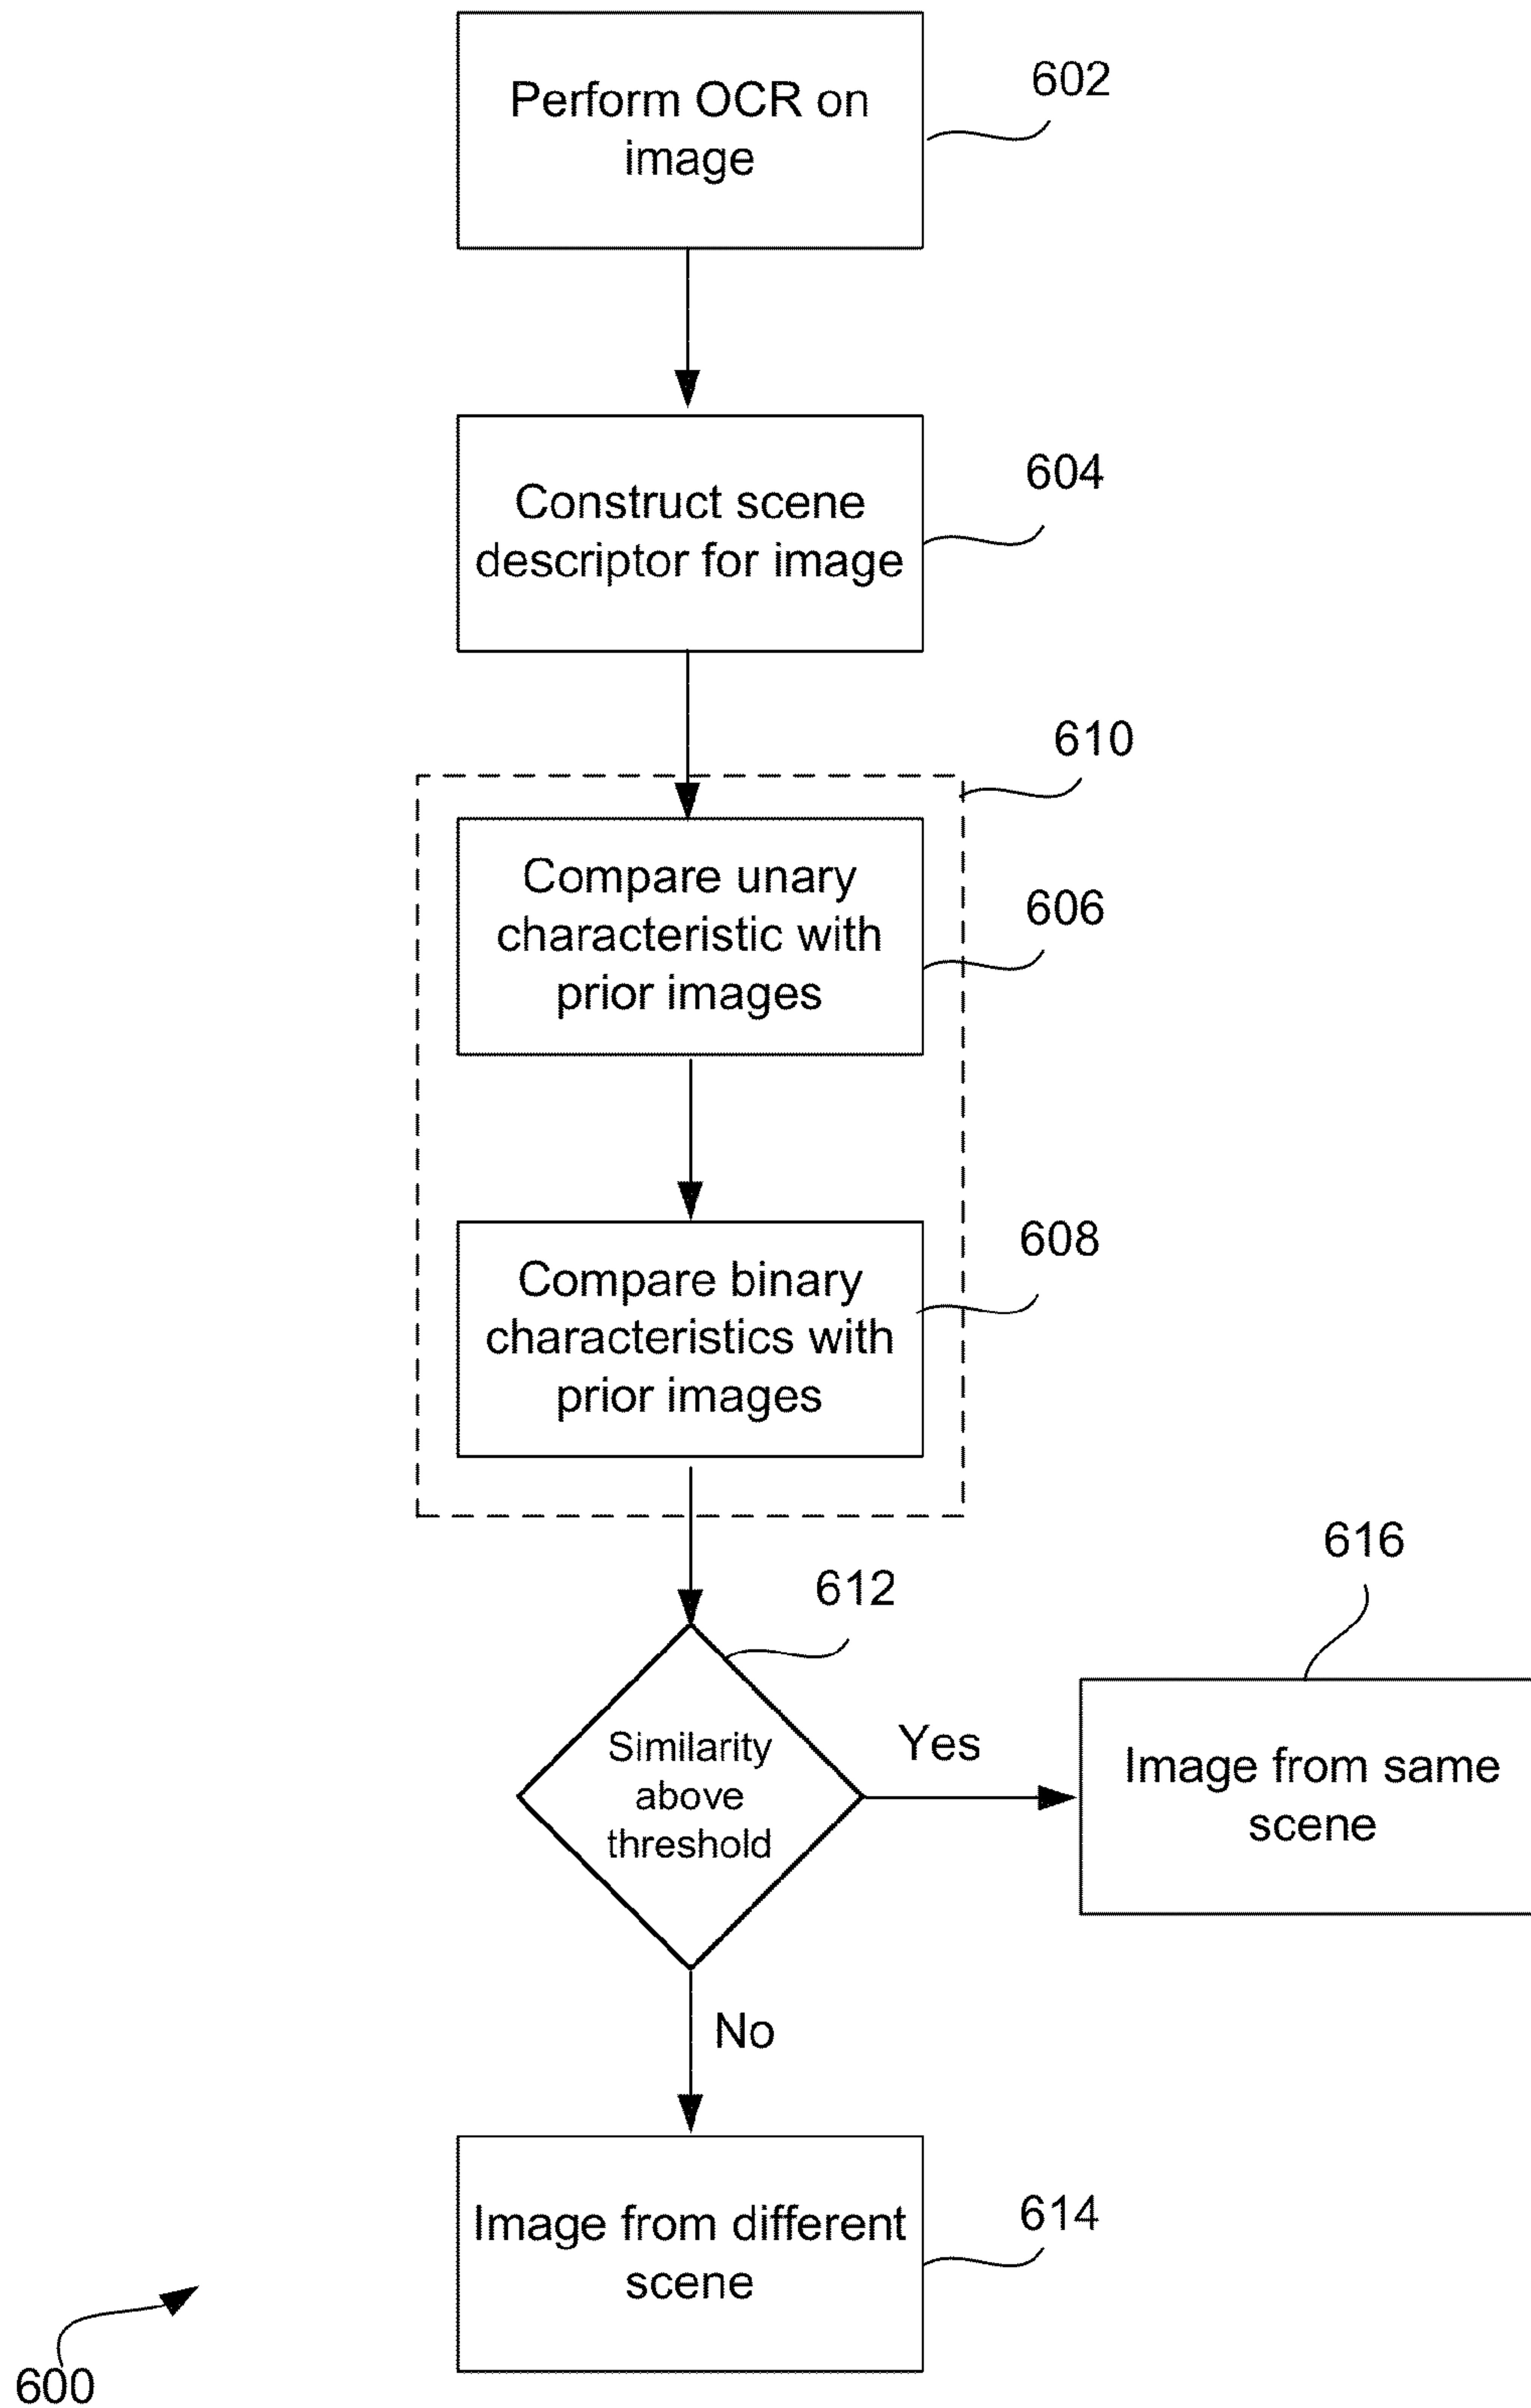 Perform OCR on
image
602
Construct scene
descriptor for image
604
610
Compare unary
characteristic with
prior images
606
Compare binary
characteristics with
prior images
608
612
Similarity
above
threshold
Yes
616
Image from same
scene
No
Image from different
scene
614
600